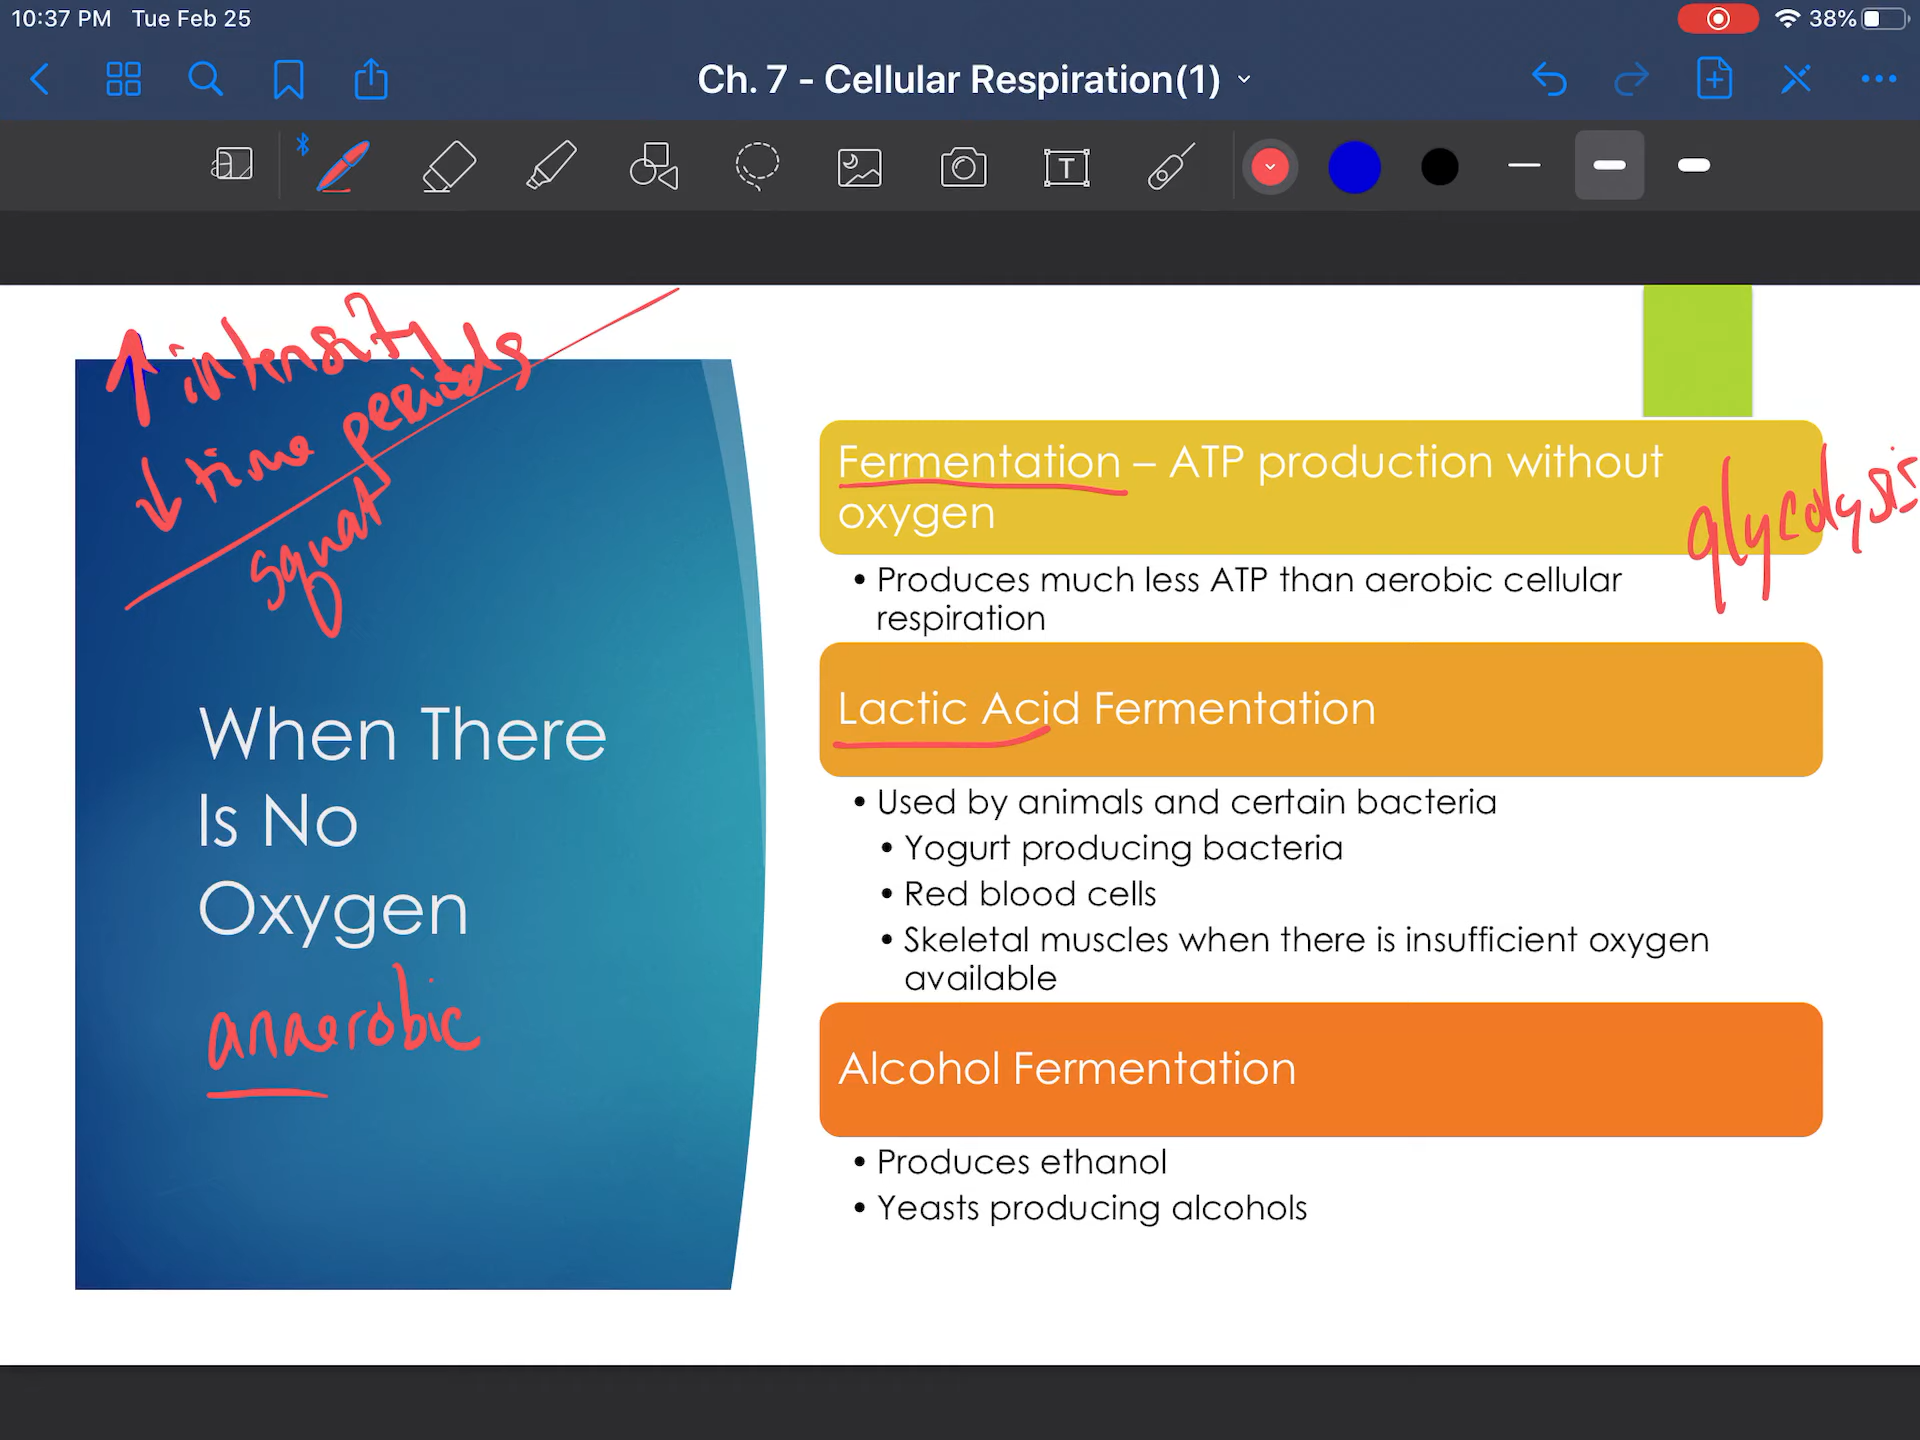 10:37 PM Tue Feb 25
38%
Ch. 7 - Cellular Respiration(1)
T
↑ intensity
↓ time periods
squat
When There
Is No
Oxygen
anaerobic
Fermentation – ATP production without
oxygen
glycolysis
• Produces much less ATP than aerobic cellular
respiration
Lactic Acid Fermentation
• Used by animals and certain bacteria
• Yogurt producing bacteria
• Red blood cells
• Skeletal muscles when there is insufficient oxygen
available
Alcohol Fermentation
• Produces ethanol
• Yeasts producing alcohols